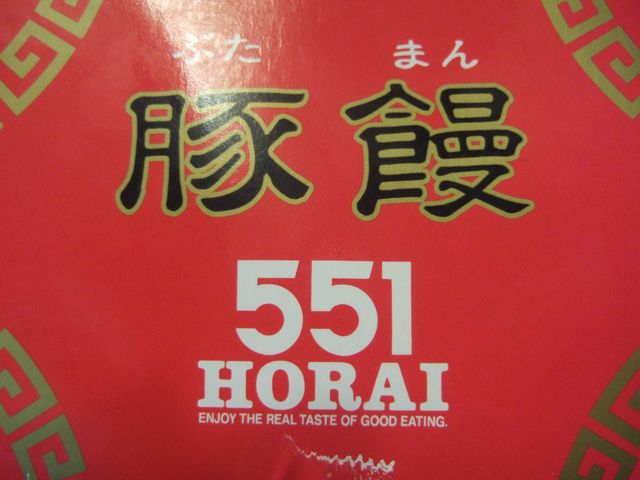 ぶた まん
豚饅
551
HORAI
ENJOY THE REAL TASTE OF GOOD EATING.